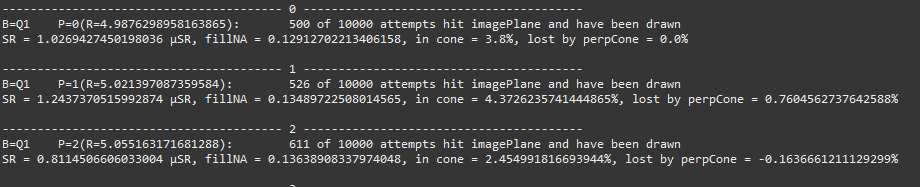 ---------------------------------------- 0 ----------------------------------------
B=Q1    P=0(R=4.9876298958163865):       500 of 10000 attempts hit imagePlane and have been drawn
SR = 1.0269427450198036 μSR, fillNA = 0.12912702213406158, in cone = 3.8%, lost by perpCone = 0.0%
---------------------------------------- 1 ----------------------------------------
B=Q1    P=1(R=5.021397087359584):        526 of 10000 attempts hit imagePlane and have been drawn
SR = 1.2437370515992874 μSR, fillNA = 0.13489722508014565, in cone = 4.3726235741444865%, lost by perpCone = 0.7604562737642588%
---------------------------------------- 2 ----------------------------------------
B=Q1    P=2(R=5.055163171681288):        611 of 10000 attempts hit imagePlane and have been drawn
SR = 0.8114506606033004 μSR, fillNA = 0.13638908337974048, in cone = 2.454991816693944%, lost by perpCone = -0.1636661211129299%